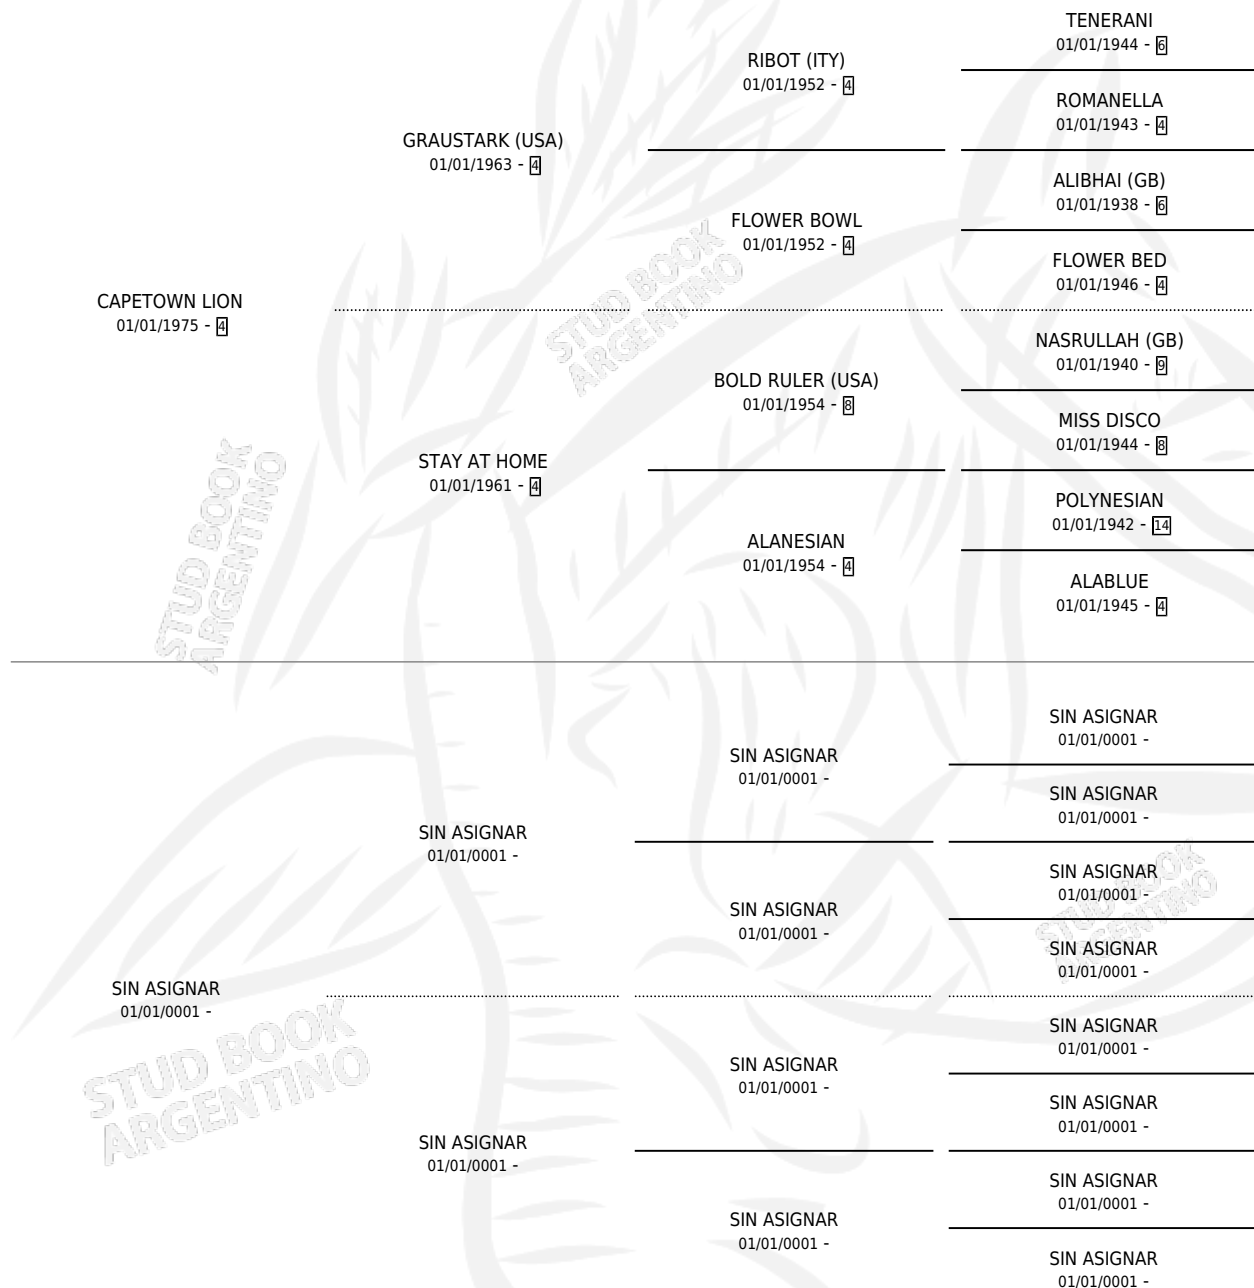 TENERANI
01/01/1944 - 6
RIBOT (ITY)
01/01/1952 - 4
ROMANELLA
01/01/1943 - 4
GRAUSTARK (USA)
01/01/1963 - 4
ALIBHAI (GB)
01/01/1938 - 6
FLOWER BOWL
01/01/1952 - 4
FLOWER BED
01/01/1946 - 4
CAPETOWN LION
01/01/1975 - 4
NASRULLAH (GB)
01/01/1940 - 9
BOLD RULER (USA)
01/01/1954 - 8
MISS DISCO
01/01/1944 - 8
STAY AT HOME
01/01/1961 - 4
POLYNESIAN
01/01/1942 - 14
ALANESIAN
01/01/1954 - 4
ALABLUE
01/01/1945 - 4
STUD BOOK
ARGENTINO
STUD BOOK
ARGENTINO
SIN ASIGNAR
01/01/0001 -
SIN ASIGNAR
01/01/0001 -
SIN ASIGNAR
01/01/0001 -
SIN ASIGNAR
01/01/0001 -
SIN ASIGNAR
01/01/0001 -
SIN ASIGNAR
01/01/0001 -
SIN ASIGNAR
01/01/0001 -
SIN ASIGNAR
01/01/0001 -
SIN ASIGNAR
01/01/0001 -
SIN ASIGNAR
01/01/0001 -
SIN ASIGNAR
01/01/0001 -
SIN ASIGNAR
01/01/0001 -
SIN ASIGNAR
01/01/0001 -
SIN ASIGNAR
01/01/0001 -
SIN ASIGNAR
01/01/0001 -
STUD BOOK
ARGENTINO
STUD BOOK
ARGENTINO